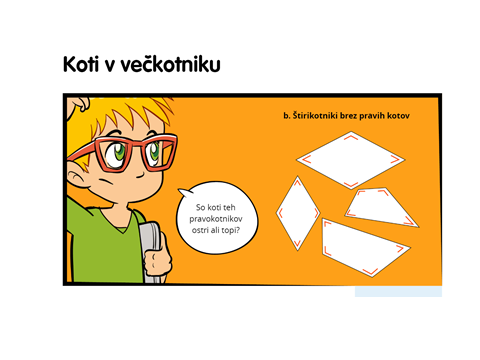 Koti v večkotniku
b. Štirikotniki brez pravih kotov
So koti teh
pravokotnikov
ostri ali topi?